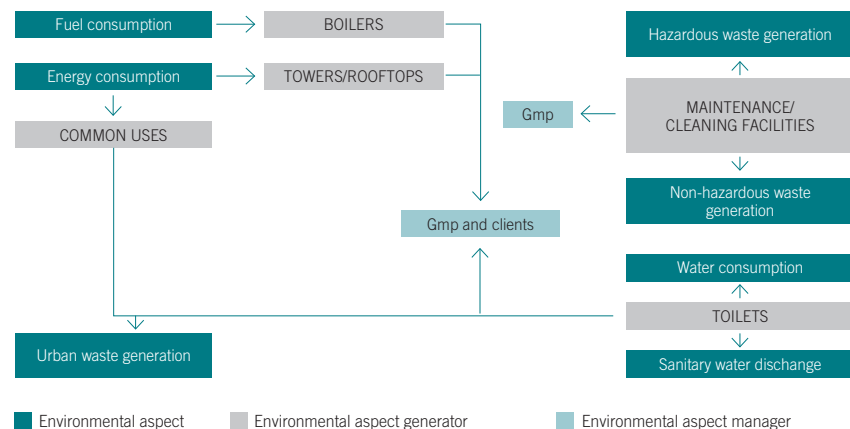 Fuel consumption
BOILERS
Hazardous waste generation
Energy consumption
TOWERS/ROOFTOPS
Gmp
MAINTENANCE/
CLEANING FACILITIES
COMMON USES
Non-hazardous waste
generation
Gmp and clients
Water consumption
TOILETS
Urban waste generation
Sanitary water discharge
Environmental aspect
Environmental aspect generator
Environmental aspect manager